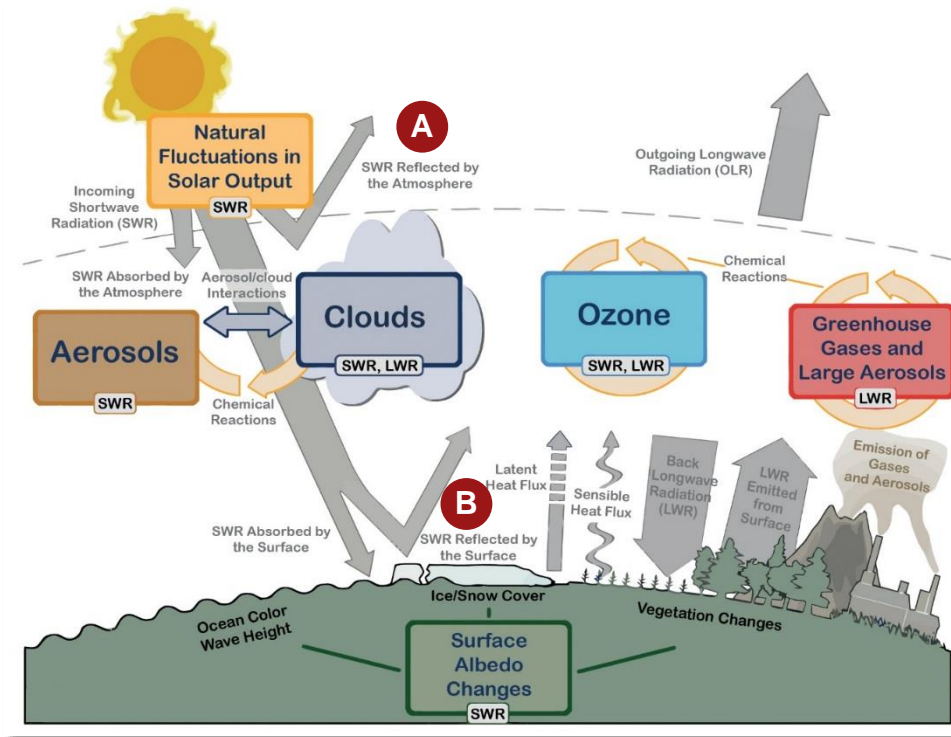 Natural
Fluctuations in
Solar Output
SWR
A
SWR Reflected by
the Atmosphere
Outgoing Longwave
Radiation (OLR)
Incoming
Shortwave
Radiation (SWR)
SWR Absorbed by
the Atmosphere
Aerosol/cloud
Interactions
Chemical
Reactions
Aerosols
SWR
Clouds
SWR, LWR
Ozone
SWR, LWR
Greenhouse
Gases and
Large Aerosols
LWR
Chemical
Reactions
Emission of
Gases
and Aerosols
Latent
Heat Flux
Sensible
Heat Flux
Back
Longwave
Radiation
(LWR)
LWR
Emitted
from
Surface
B
SWR Absorbed by
the Surface
SWR Reflected by
the Surface
Ice/Snow Cover
Ocean Color
Wave Height
Vegetation Changes
Surface
Albedo
Changes
SWR